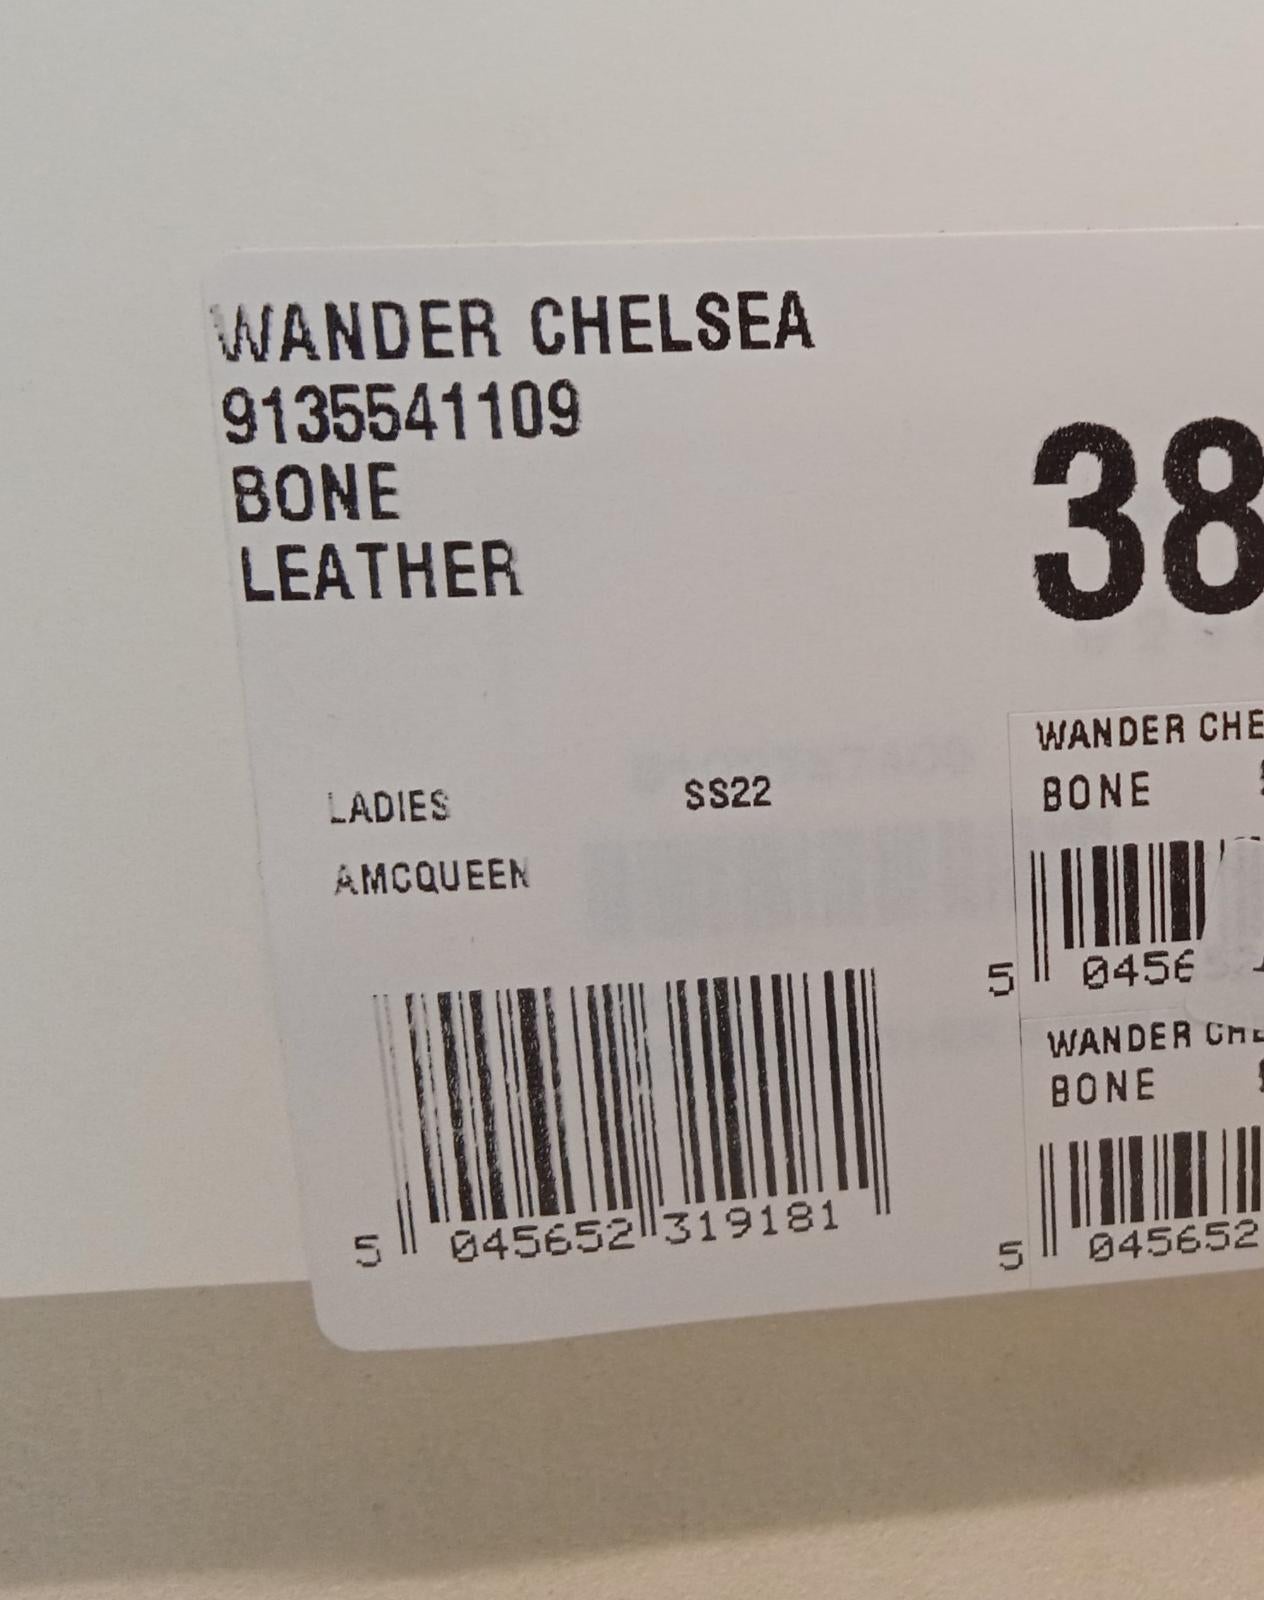 WANDER CHELSEA
9135541109
BONE
LEATHER
38
LADIES SS22
AMCQUEEN
5 045652 319181
WANDER CHE
BONE
5 0456
WANDER CHE
BONE
5 045652